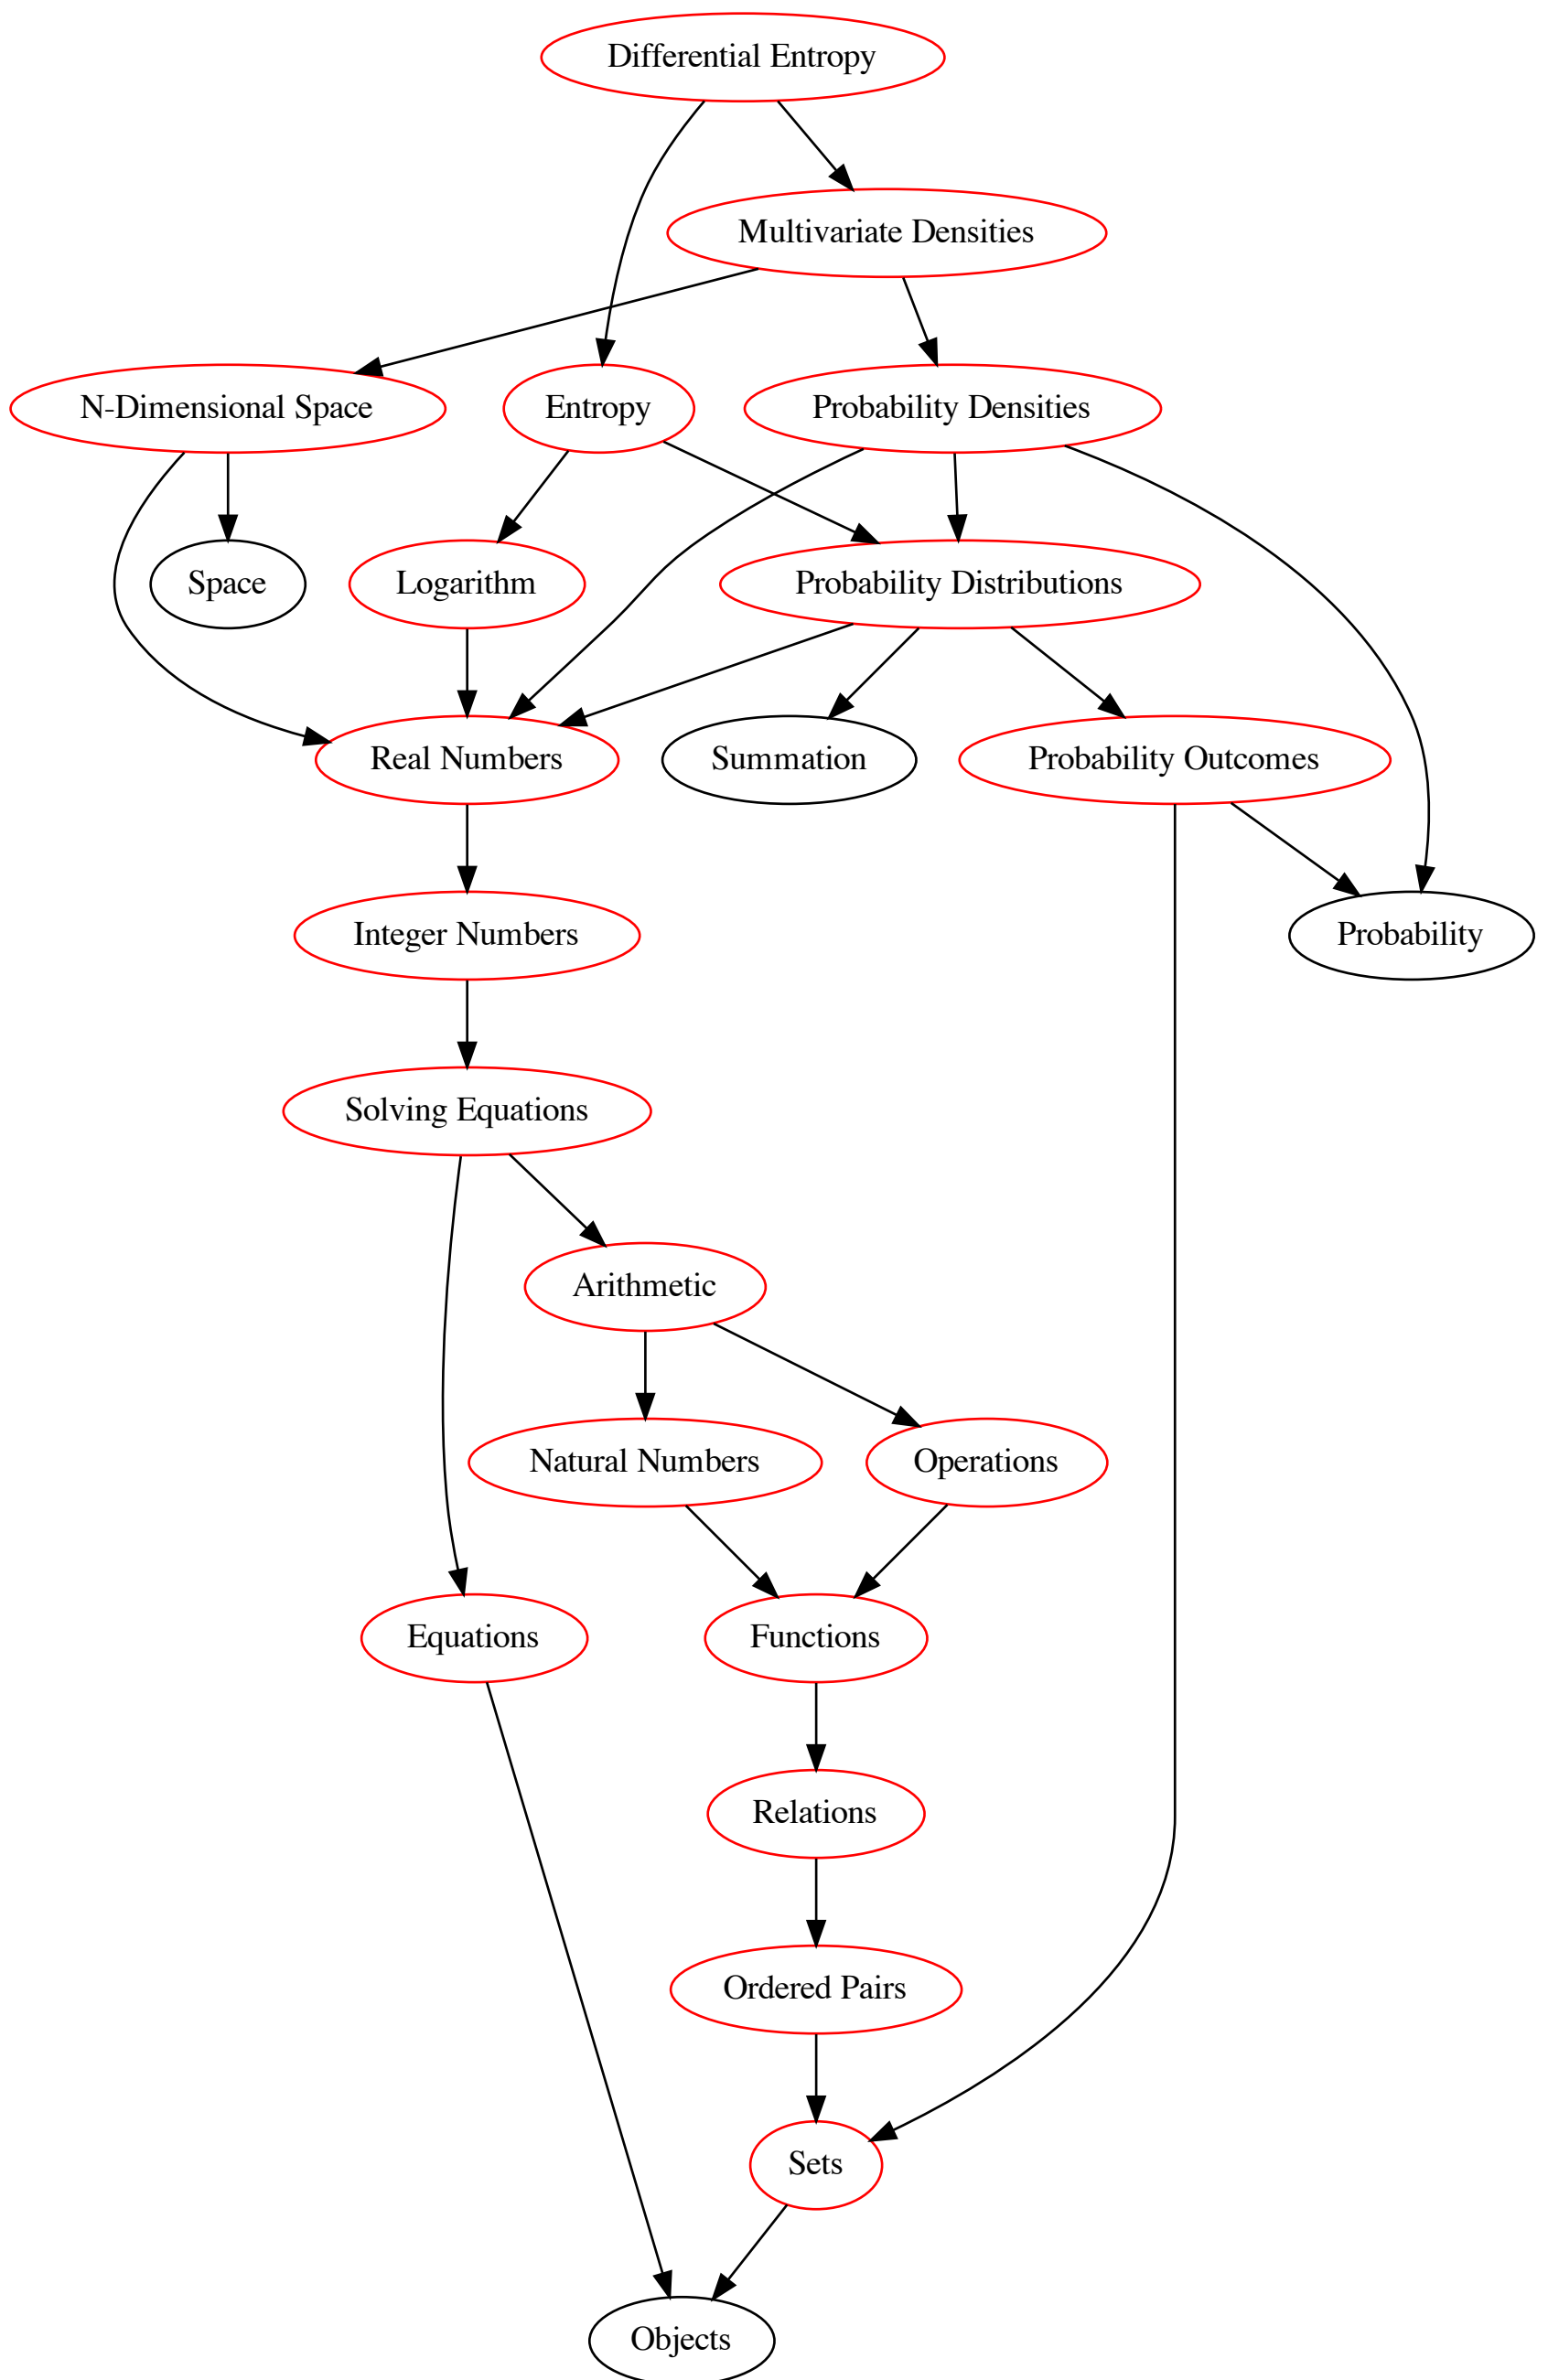 Differential Entropy
Multivariate Densities
N-Dimensional Space
Entropy
Probability Densities
Space
Logarithm
Probability Distributions
Real Numbers
Summation
Probability Outcomes
Integer Numbers
Probability
Solving Equations
Arithmetic
Natural Numbers
Operations
Equations
Functions
Relations
Ordered Pairs
Sets
Objects